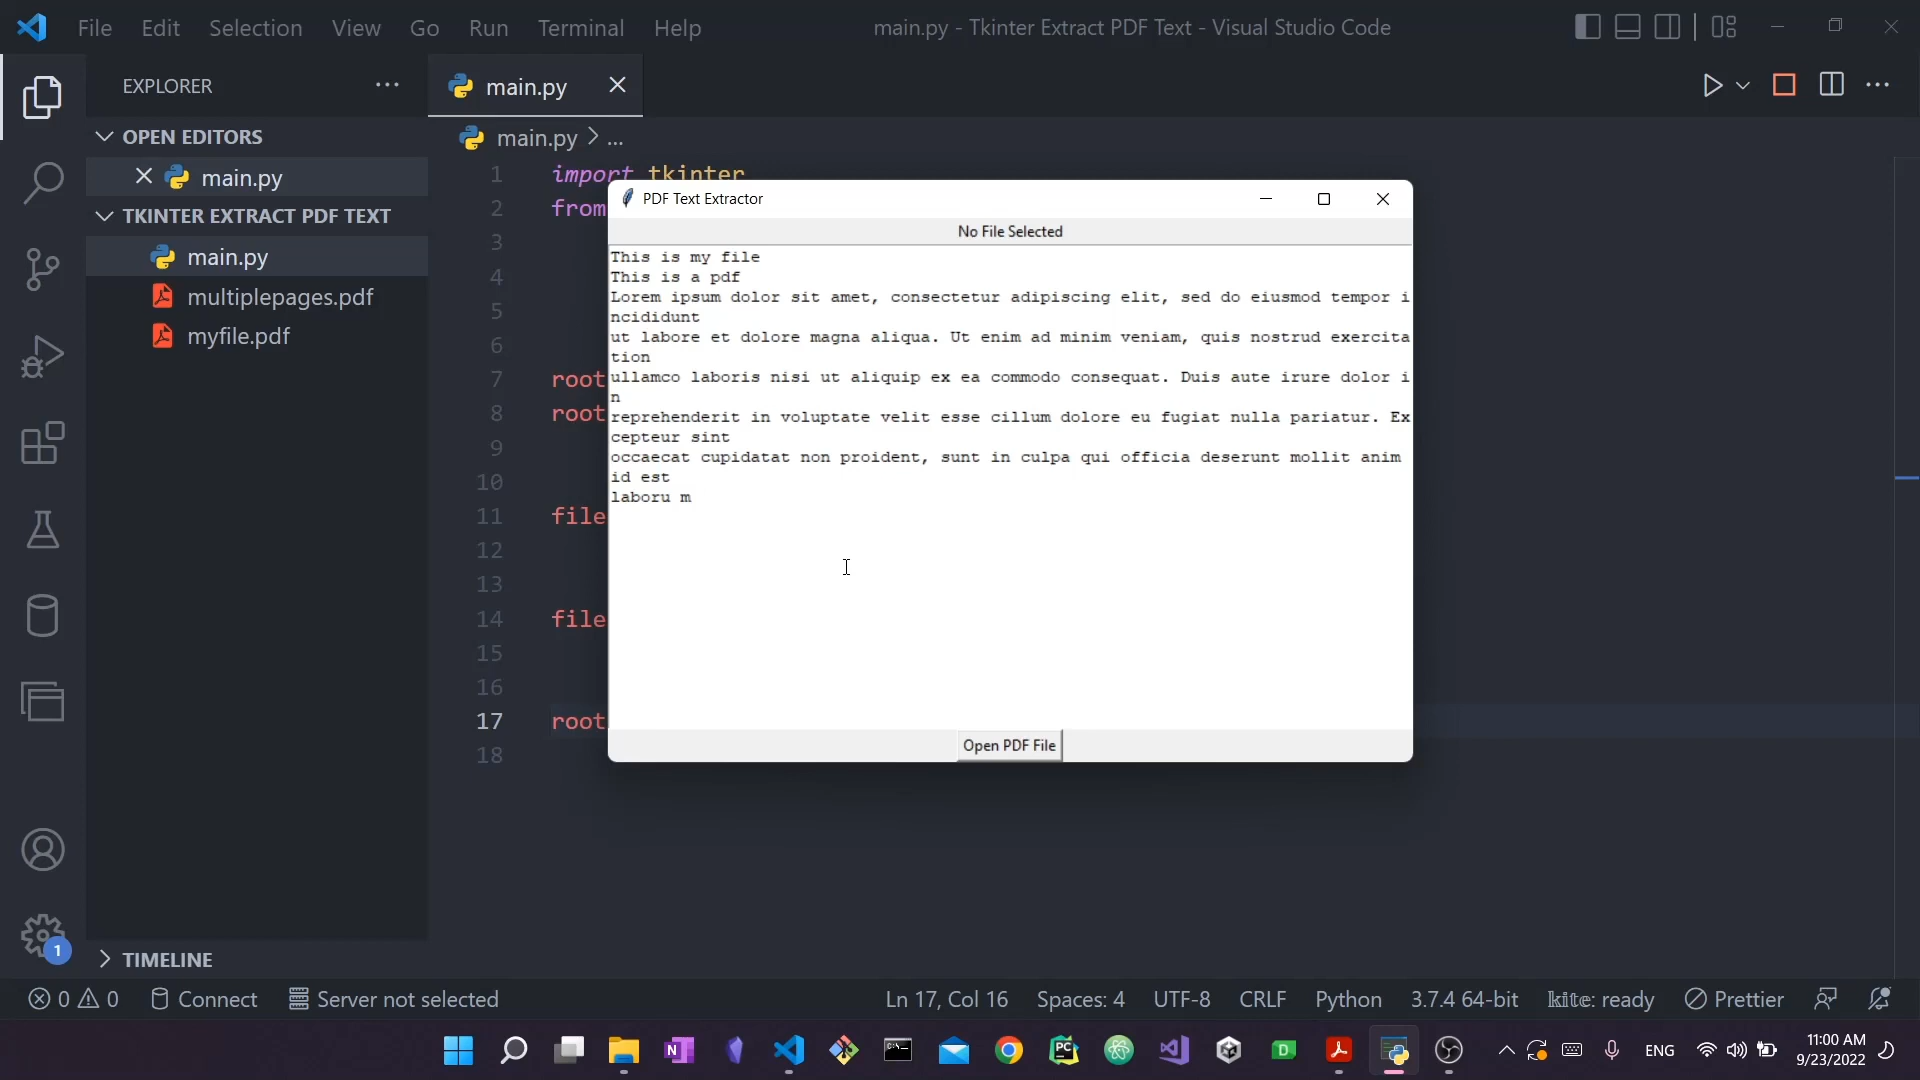 File Edit Selection View Go Run Terminal Help
main.py - Tkinter Extract PDF Text - Visual Studio Code
EXPLORER
main.py
OPEN EDITORS
main.py
TKINTER EXTRACT PDF TEXT
main.py
multiplepages.pdf
myfile.pdf
TIMELINE
main.py > ...
1 import tkinter
2 from
3
4
5
6
7 root
8 root
9
10
11 file
12
13
14 file
15
16
17 root
18
PDF Text Extractor
No File Selected
This is my file
This is a pdf
Lorem ipsum dolor sit amet, consectetur adipiscing elit, sed do eiusmod tempor i
ncididunt
ut labore et dolore magna aliqua. Ut enim ad minim veniam, quis nostrud exercita
tion
ullamco laboris nisi ut aliquip ex ea commodo consequat. Duis aute irure dolor i
n
reprehenderit in voluptate velit esse cillum dolore eu fugiat nulla pariatur. Ex
cepteur sint
occaecat cupidatat non proident, sunt in culpa qui officia deserunt mollit anim
id est
laboru m
Open PDF File
1
0 0 Connect Server not selected
Ln 17, Col 16 Spaces: 4 UTF-8 CRLF Python 3.7.4 64-bit kite: ready Prettier
N
PC
D
ENG
11:00 AM
9/23/2022